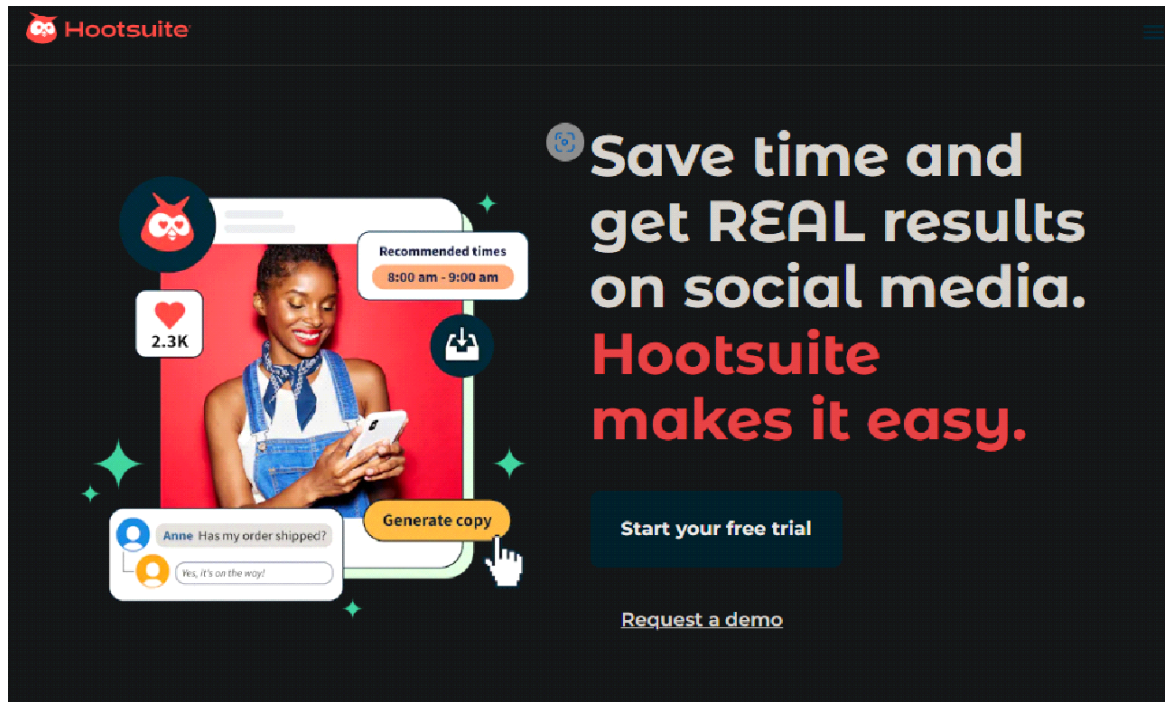 Hootsuite
Save time and
get REAL results
on social media.
Hootsuite
makes it easy.
Start your free trial
Request a demo
Recommended times
8:00 am - 9:00 am
2.3K
Generate copy
Anne Has my order shipped?
Yes, it's on the way!